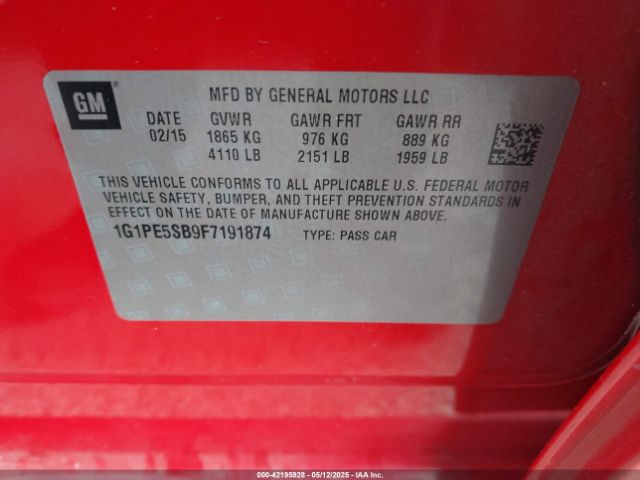 GM
MFD BY GENERAL MOTORS LLC
DATE GVWR GAWR FRT GAWR RR
02/15 1865 KG 976 KG 889 KG
4110 LB 2151 LB 1959 LB
THIS VEHICLE CONFORMS TO ALL APPLICABLE U.S. FEDERAL MOTOR
VEHICLE SAFETY, BUMPER, AND THEFT PREVENTION STANDARDS IN
EFFECT ON THE DATE OF MANUFACTURE SHOWN ABOVE.
1G1PE5SB9F7191874 TYPE: PASS CAR
000-42195928 - 05/12/2025 - IAA.